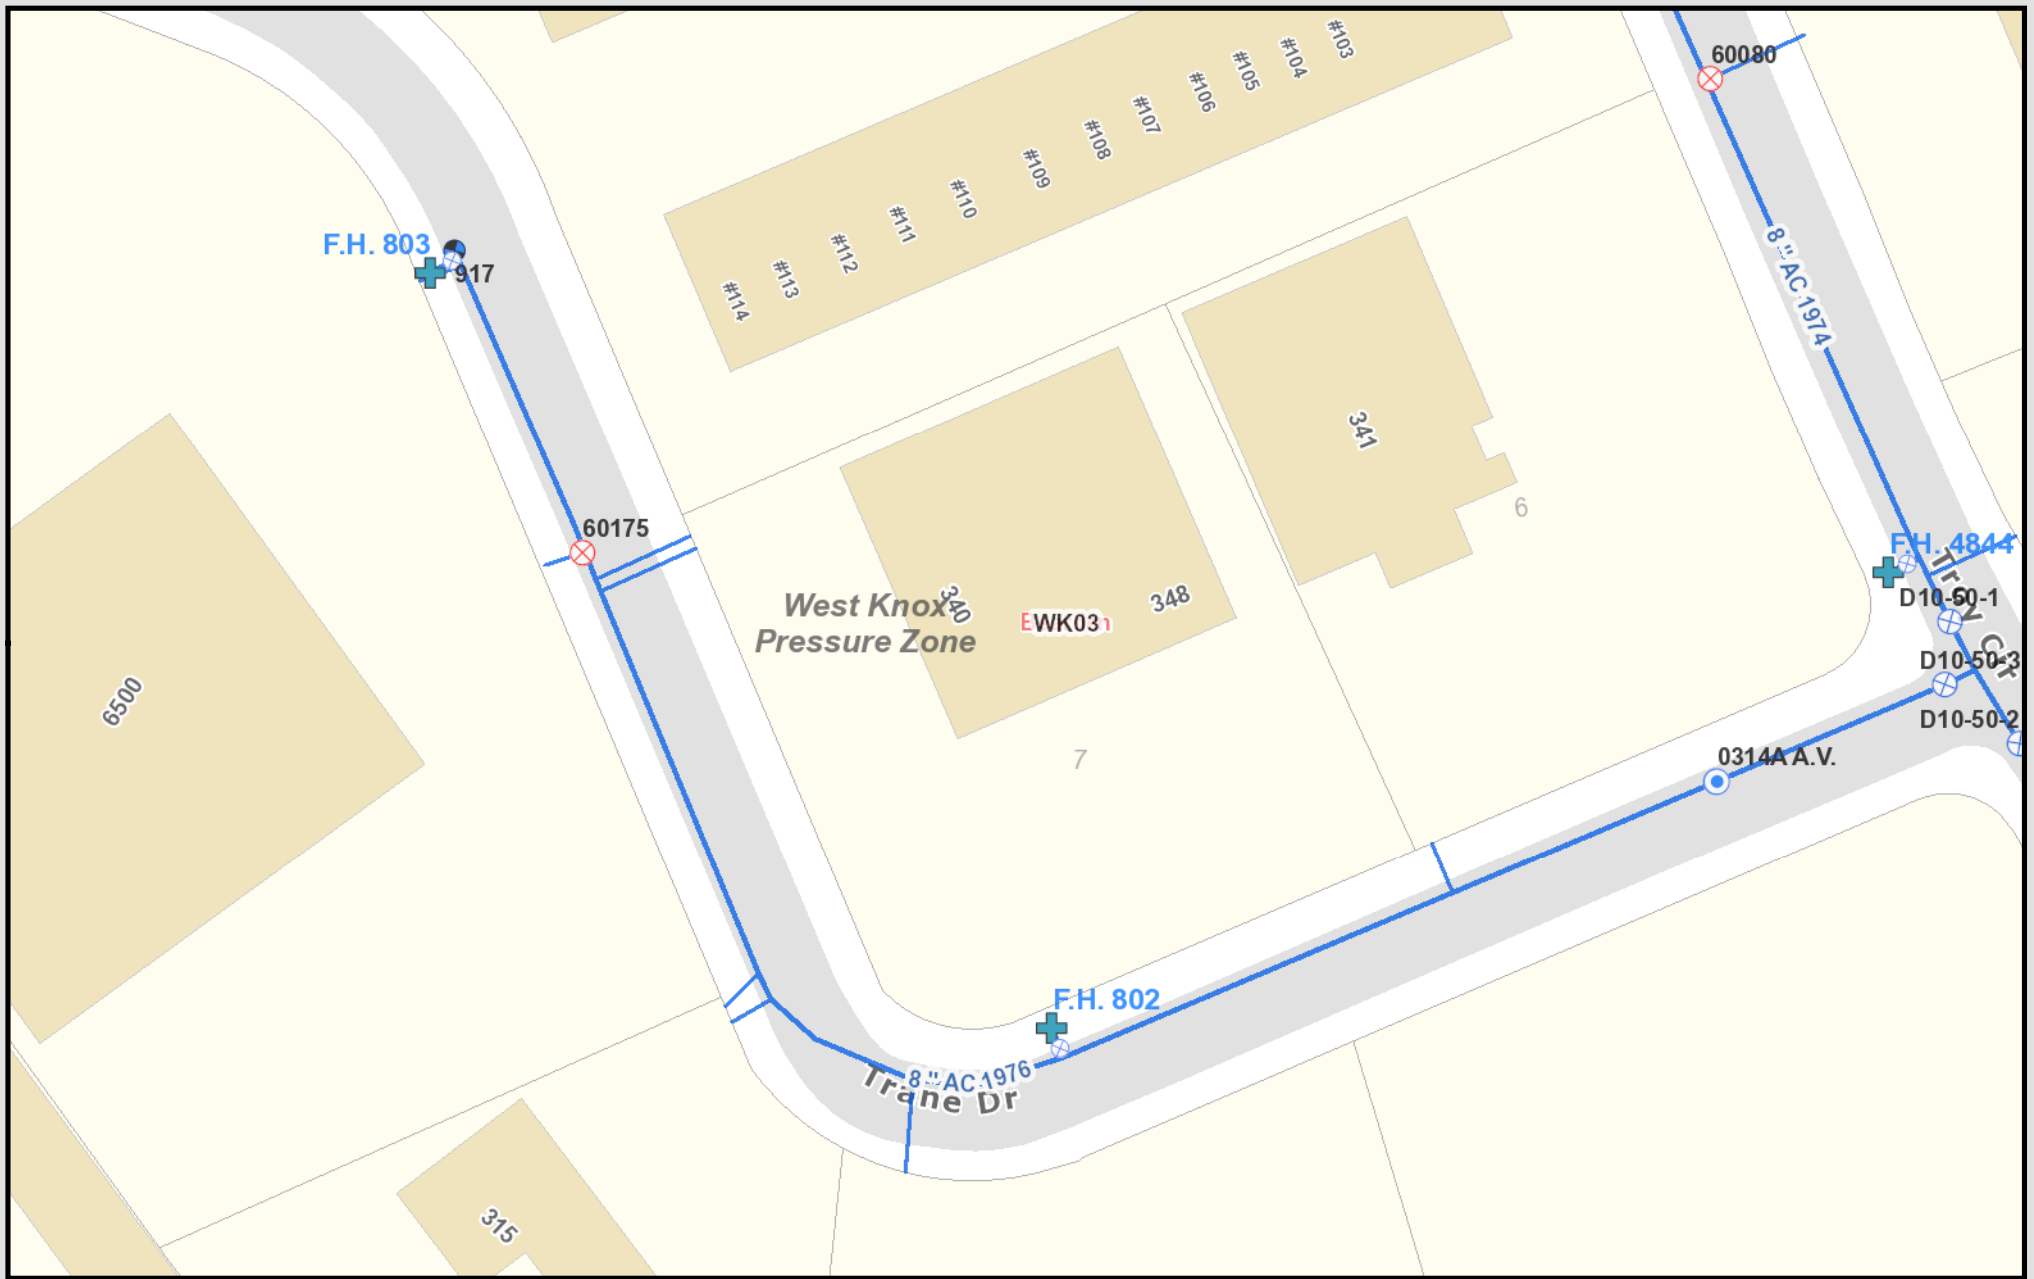 #103
#104
#105
#106
#107
#108
#109
#110
#111
#112
#113
#114
60080
F.H. 803
917
8 " AC 1974
341
6
60175
F.H. 4844
Troy Cir
D10-50-1
West Knox
Pressure Zone
340
348
WK03
D10-50-3
6500
D10-50-2
7
0314A A.V.
F.H. 802
8 " AC 1976
Trane Dr
315